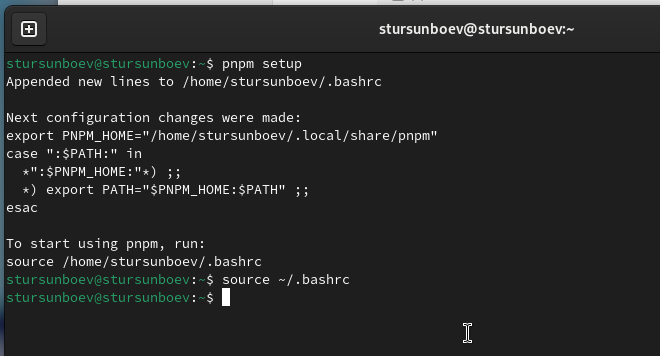 stursunboev@stursunboev:~
stursunboev@stursunboev:~$ pnpm setup
Appended new lines to /home/stursunboev/.bashrc

Next configuration changes were made:
export PNPM_HOME="/home/stursunboev/.local/share/pnpm"
case ":$PATH:" in
  *":$PNPM_HOME:"*) ;;
  *) export PATH="$PNPM_HOME:$PATH" ;;
esac

To start using pnpm, run:
source /home/stursunboev/.bashrc
stursunboev@stursunboev:~$ source ~/.bashrc
stursunboev@stursunboev:~$